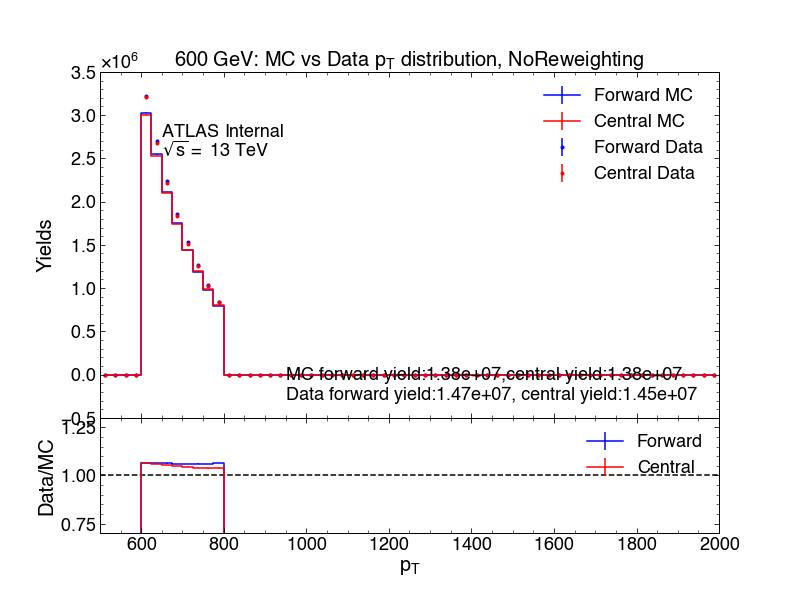 ×10⁶
600 GeV: MC vs Data pT distribution, NoReweighting
3.5
3.0
2.5
2.0
1.5
1.0
0.5
0.0
-0.5
Yields
ATLAS Internal
√s = 13 TeV
Forward MC
Central MC
Forward Data
Central Data
MC forward yield:1.38e+07,central yield:1.38e+07
Data forward yield:1.47e+07, central yield:1.45e+07
1.25
1.00
0.75
Data/MC
Forward
Central
600 800 1000 1200 1400 1600 1800 2000
pT